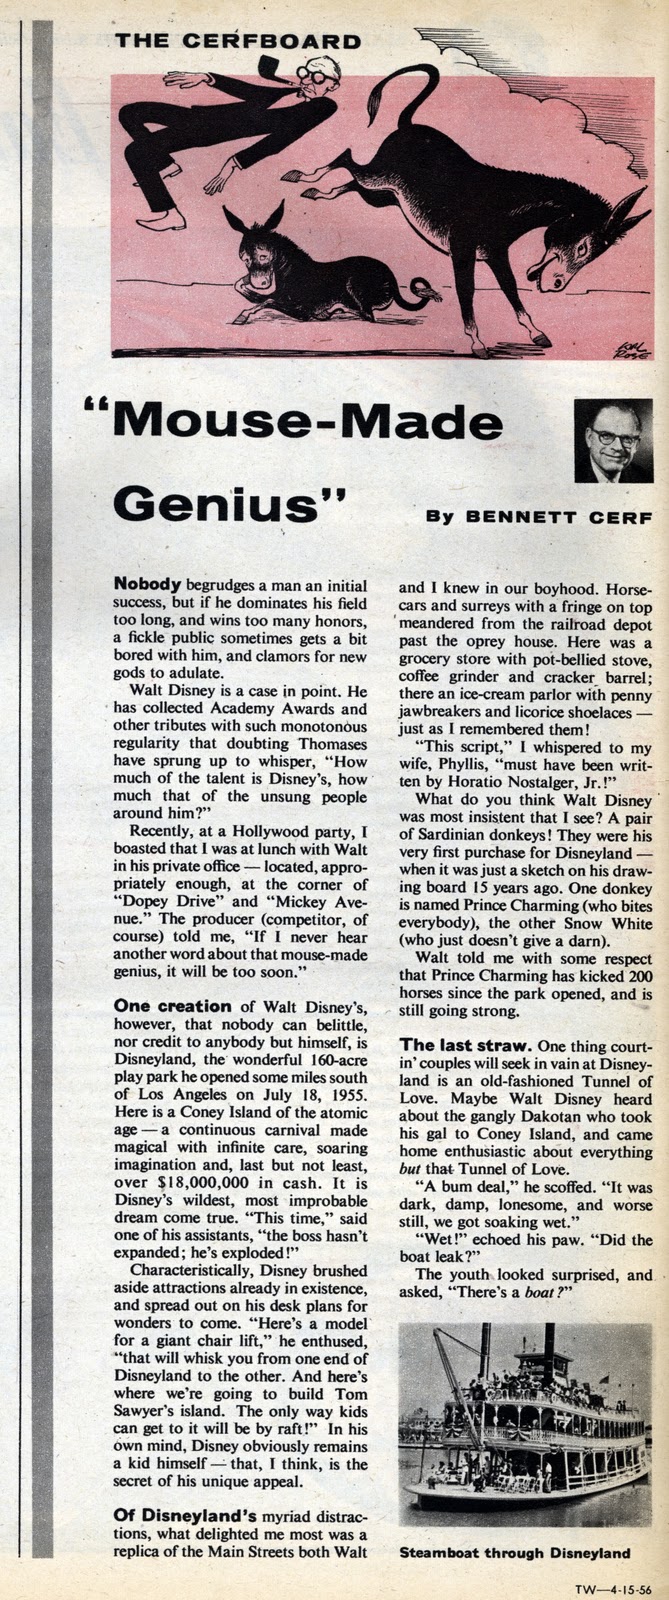 THE CERFBOARD
"Mouse-Made
Genius"
By BENNETT CERF
Nobody begrudges a man an initial
success, but if he dominates his field
too long, and wins too many honors,
a fickle public sometimes gets a bit
bored with him, and clamors for new
gods to adulate.
Walt Disney is a case in point. He
has collected Academy Awards and
other tributes with such monotonous
regularity that doubting Thomases
have sprung up to whisper, "How
much of the talent is Disney's, how
much that of the unsung people
around him?"
Recently, at a Hollywood party, I
boasted that I was at lunch with Walt
in his private office — located, appro-
priately enough, at the corner of
"Dopey Drive" and "Mickey Ave-
nue." The producer (competitor, of
course) told me, "If I never hear
another word about that mouse-made
genius, it will be too soon."
One creation of Walt Disney's,
however, that nobody can belittle,
nor credit to anybody but himself, is
Disneyland, the wonderful 160-acre
play park he opened some miles south
of Los Angeles on July 18, 1955.
Here is a Coney Island of the atomic
age — a continuous carnival made
magical with infinite care, soaring
imagination and, last but not least,
over $18,000,000 in cash. It is
Disney's wildest, most improbable
dream come true. "This time," said
one of his assistants, "the boss hasn't
expanded; he's exploded!"
Characteristically, Disney brushed
aside attractions already in existence,
and spread out on his desk plans for
wonders to come. "Here's a model
for a giant chair lift," he enthused,
"that will whisk you from one end of
Disneyland to the other. And here's
where we're going to build Tom
Sawyer's island. The only way kids
can get to it will be by raft!" In his
own mind, Disney obviously remains
a kid himself — that, I think, is the
secret of his unique appeal.
Of Disneyland's myriad distrac-
tions, what delighted me most was a
replica of the Main Streets both Walt
and I knew in our boyhood. Horse-
cars and surreys with a fringe on top
meandered from the railroad depot
past the oprey house. Here was a
grocery store with pot-bellied stove,
coffee grinder and cracker barrel;
there an ice-cream parlor with penny
jawbreakers and licorice shoelaces —
just as I remembered them!
"This script," I whispered to my
wife, Phyllis, "must have been writ-
ten by Horatio Nostalger, Jr.!"
What do you think Walt Disney
was most insistent that I see? A pair
of Sardinian donkeys! They were his
very first purchase for Disneyland —
when it was just a sketch on his draw-
ing board 15 years ago. One donkey
is named Prince Charming (who bites
everybody), the other Snow White
(who just doesn't give a darn).
Walt told me with some respect
that Prince Charming has kicked 200
horses since the park opened, and is
still going strong.
The last straw. One thing court-
in' couples will seek in vain at Disney-
land is an old-fashioned Tunnel of
Love. Maybe Walt Disney heard
about the gangly Dakotan who took
his gal to Coney Island, and came
home enthusiastic about everything
but that Tunnel of Love.
"A bum deal," he scoffed. "It was
dark, damp, lonesome, and worse
still, we got soaking wet."
"Wet!" echoed his paw. "Did the
boat leak?"
The youth looked surprised, and
asked, "There's a boat?"
Steamboat through Disneyland
TW—4-15-56